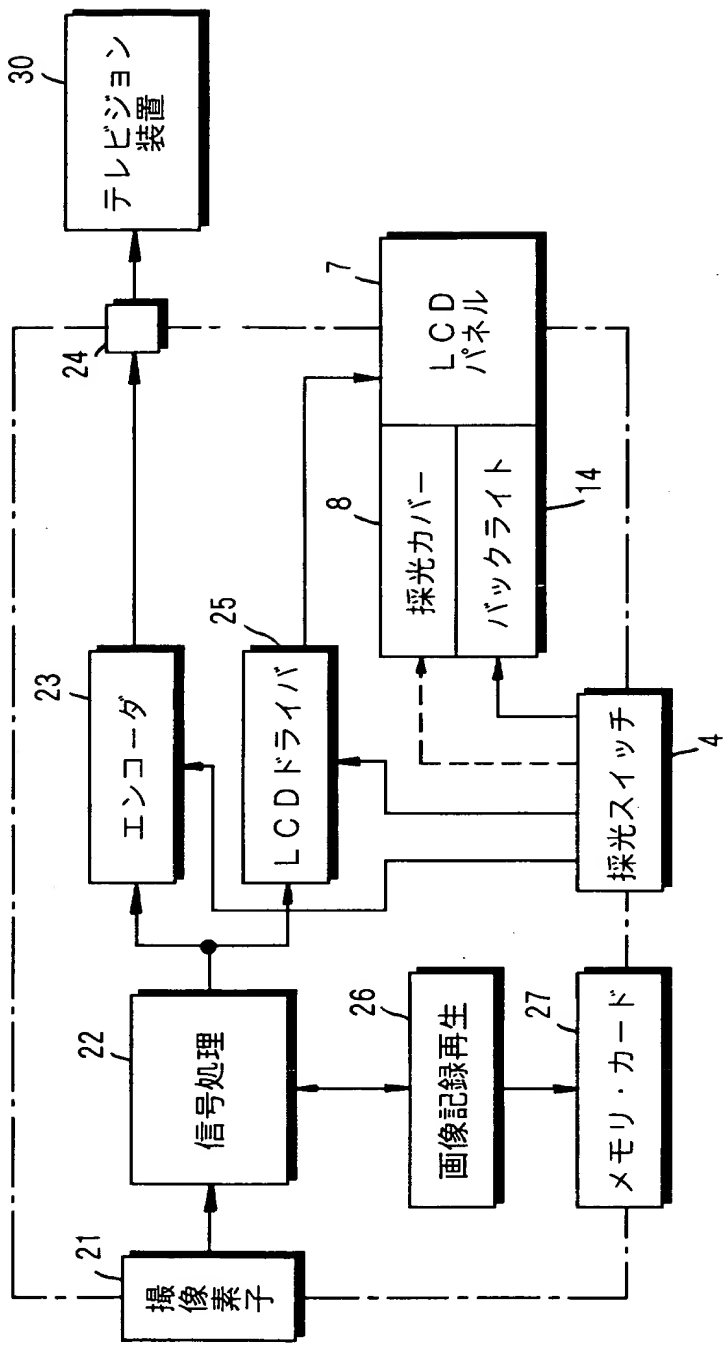 21
撮像
素子
22
信号処理
23
エンコーダ
24
30
テレビジョン
装置
25
LCDドライバ
7
LCD
パネル
8
採光カバー
バックライト
14
26
画像記録再生
27
メモリ・カード
採光スイッチ
4